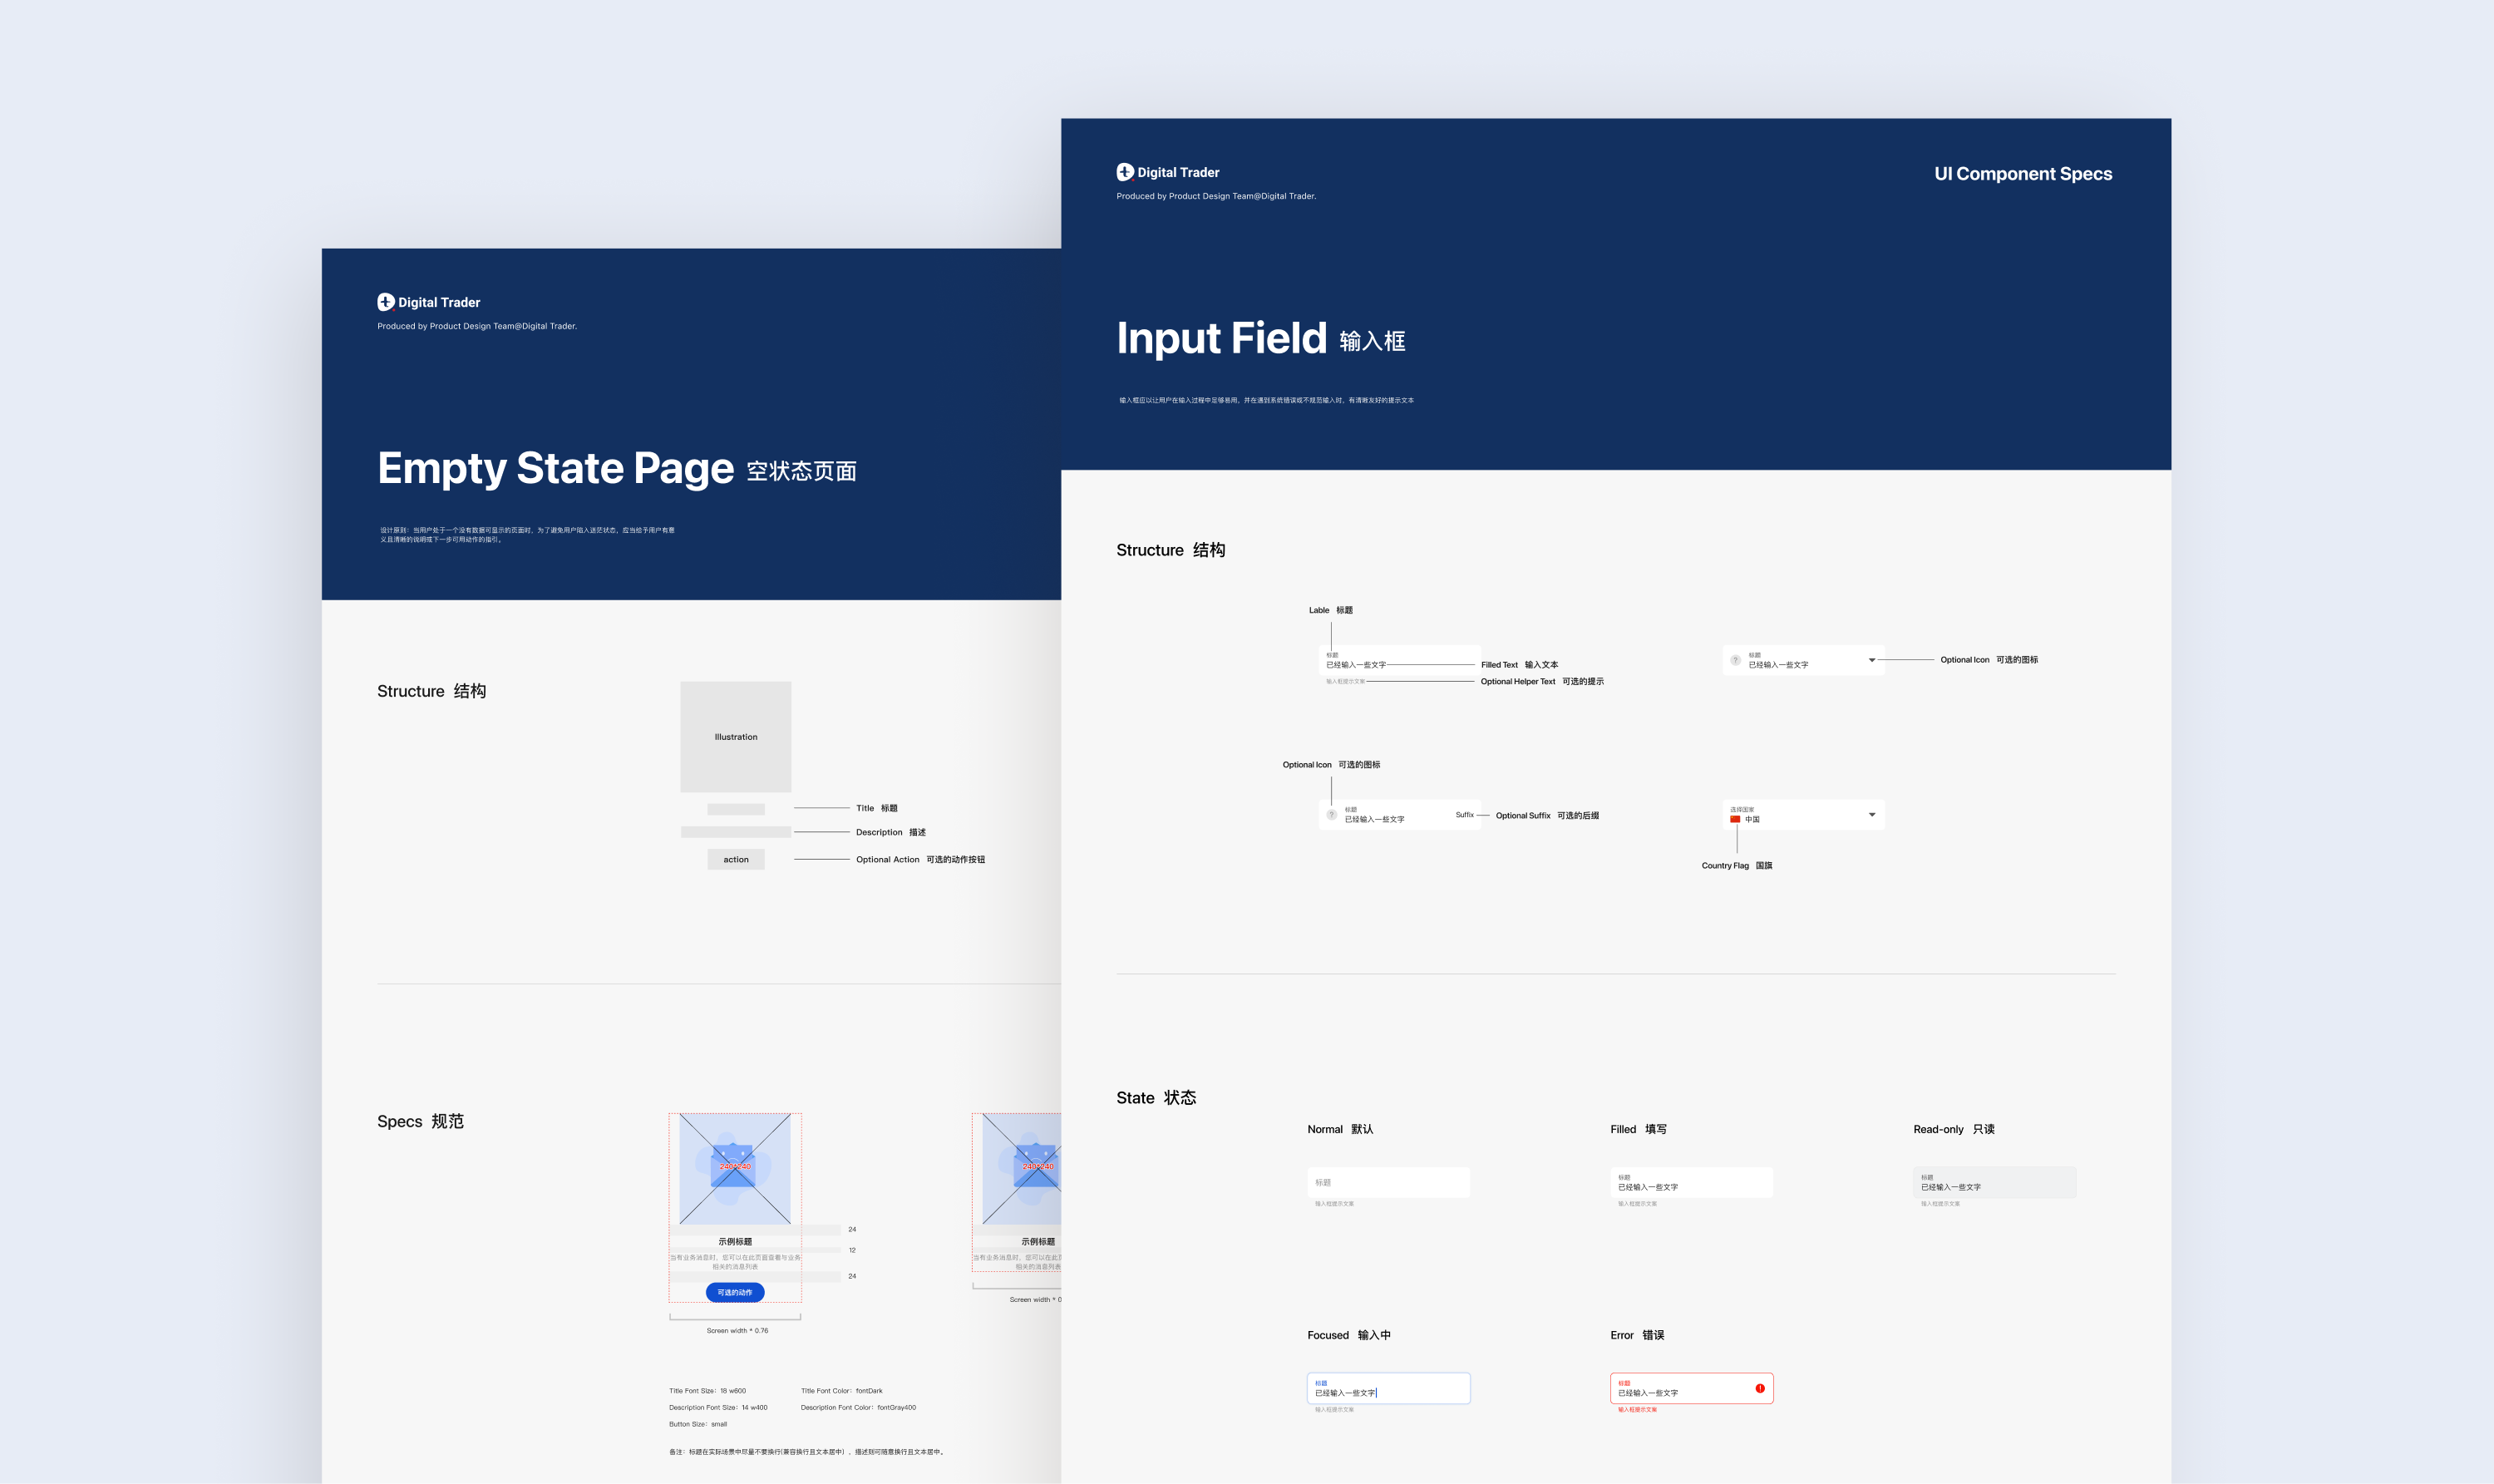 Digital Trader
Produced by Product Design Team@Digital Trader.
Empty State Page 空状态页面
设计原则：当用户处于一个没有数据可显示的页面时，为了避免用户陷入迷茫状态，应当给予用户有意
义且清晰的说明或下一步可用动作的指引。
Structure 结构
Illustration
Title 标题
Description 描述
action
Optional Action 可选的动作按钮
Specs 规范
240*240
240*240
24
示例标题
示例标题
12
当有业务消息时，您可以在此页面查看与业务
相关的消息列表
当有业务消息时，您可以在此
相关的消息列表
24
可选的动作
Screen width * 0.76
Screen width * 0
Title Font Size：18 w600
Title Font Color：fontDark
Description Font Size：14 w400
Description Font Color：fontGray400
Button Size：small
备注：标题在实际场景中尽量不要换行(兼容换行且文本居中），描述则可随意换行且文本居中。
Digital Trader
Produced by Product Design Team@Digital Trader.
UI Component Specs
Input Field 输入框
输入框应以让用户在输入过程中足够易用，并在遇到系统错误或不规范输入时，有清晰友好的提示文本
Structure 结构
Lable 标题
标题
已经输入一些文字
Filled Text 输入文本
输入框提示文案
Optional Helper Text 可选的提示
?
标题
已经输入一些文字
Optional Icon 可选的图标
Optional Icon 可选的图标
?
标题
已经输入一些文字
Suffix
Optional Suffix 可选的后缀
选择国家
中国
Country Flag 国旗
State 状态
Normal 默认
标题
输入框提示文案
Filled 填写
标题
已经输入一些文字
输入框提示文案
Read-only 只读
标题
已经输入一些文字
输入框提示文案
Focused 输入中
标题
已经输入一些文字
输入框提示文案
Error 错误
标题
已经输入一些文字
!
输入框提示文案